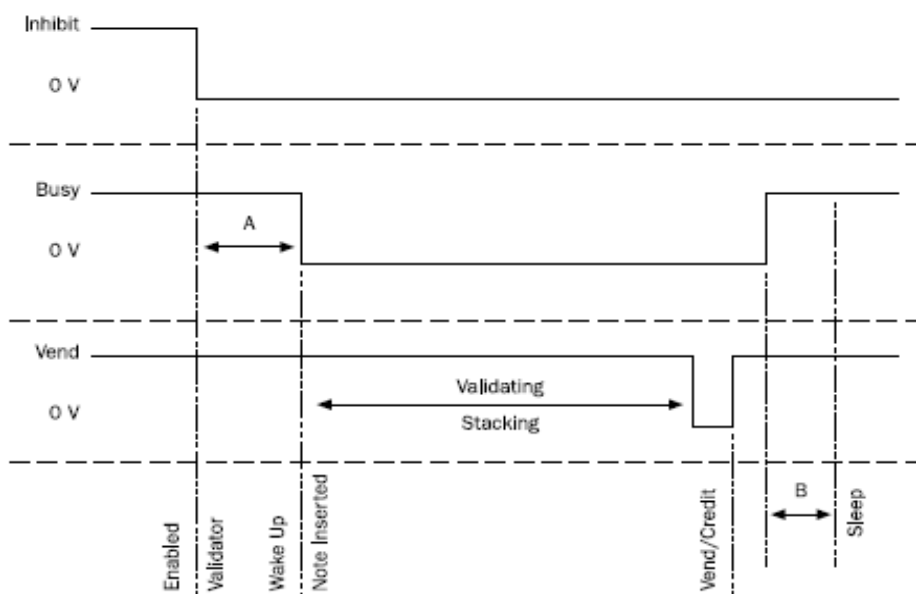 Inhibit
0 V
Busy
A
0 V
Vend
Validating
0 V
Stacking
B
Enabled
Validator
Wake Up
Note Inserted
Vend/Credit
Sleep